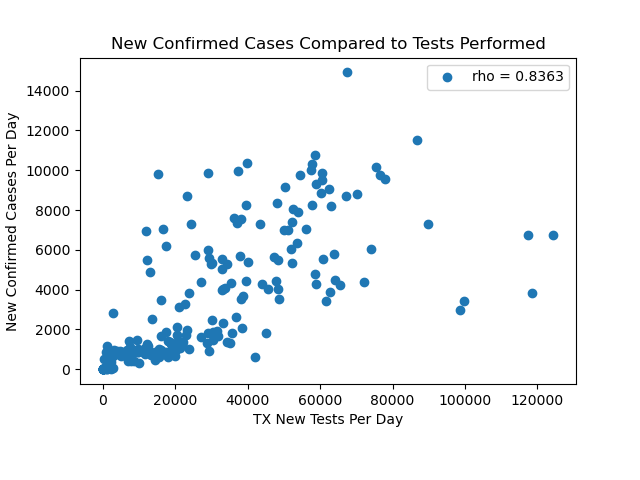 New Confirmed Cases Compared to Tests Performed
rho = 0.8363
New Confirmed Caeses Per Day
14000
12000
10000
8000
6000
4000
2000
0
0 20000 40000 60000 80000 100000 120000
TX New Tests Per Day